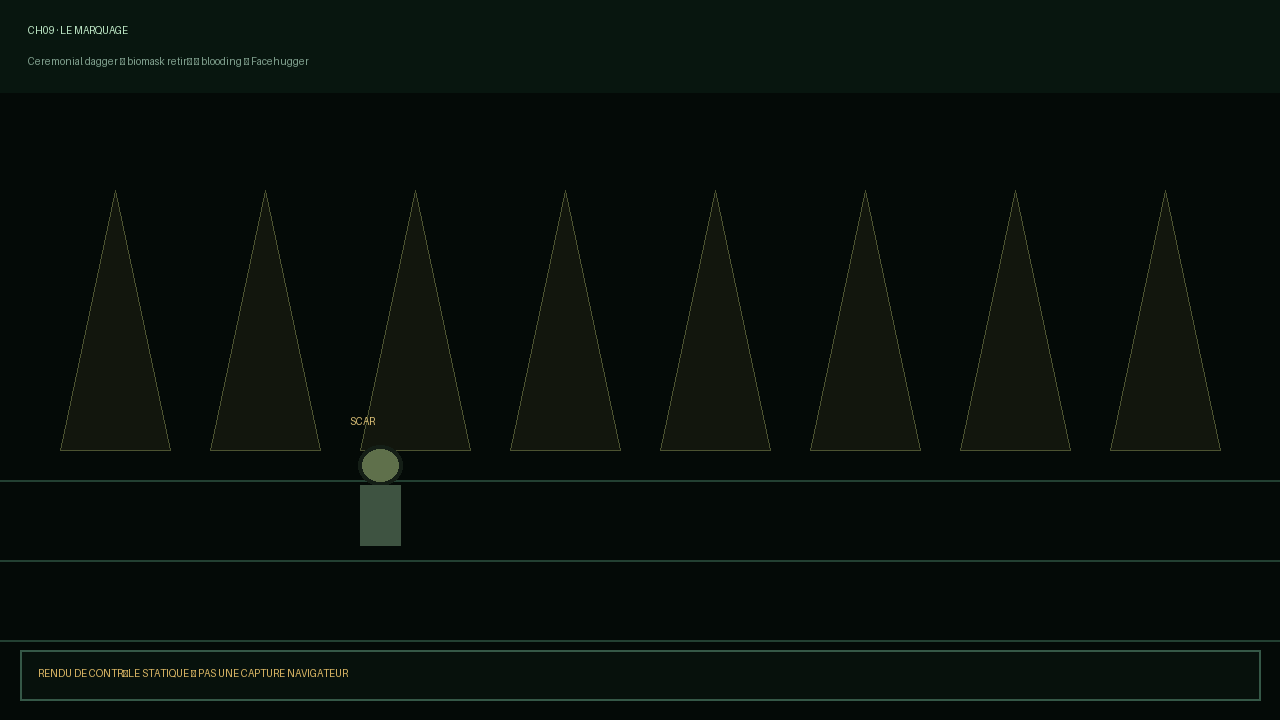 CH09 · LE MARQUAGE
Ceremonial dagger □ biomask retir□□ blooding □ Facehugger
SCAR
RENDU DE CONTR□LE STATIQUE □ PAS UNE CAPTURE NAVIGATEUR